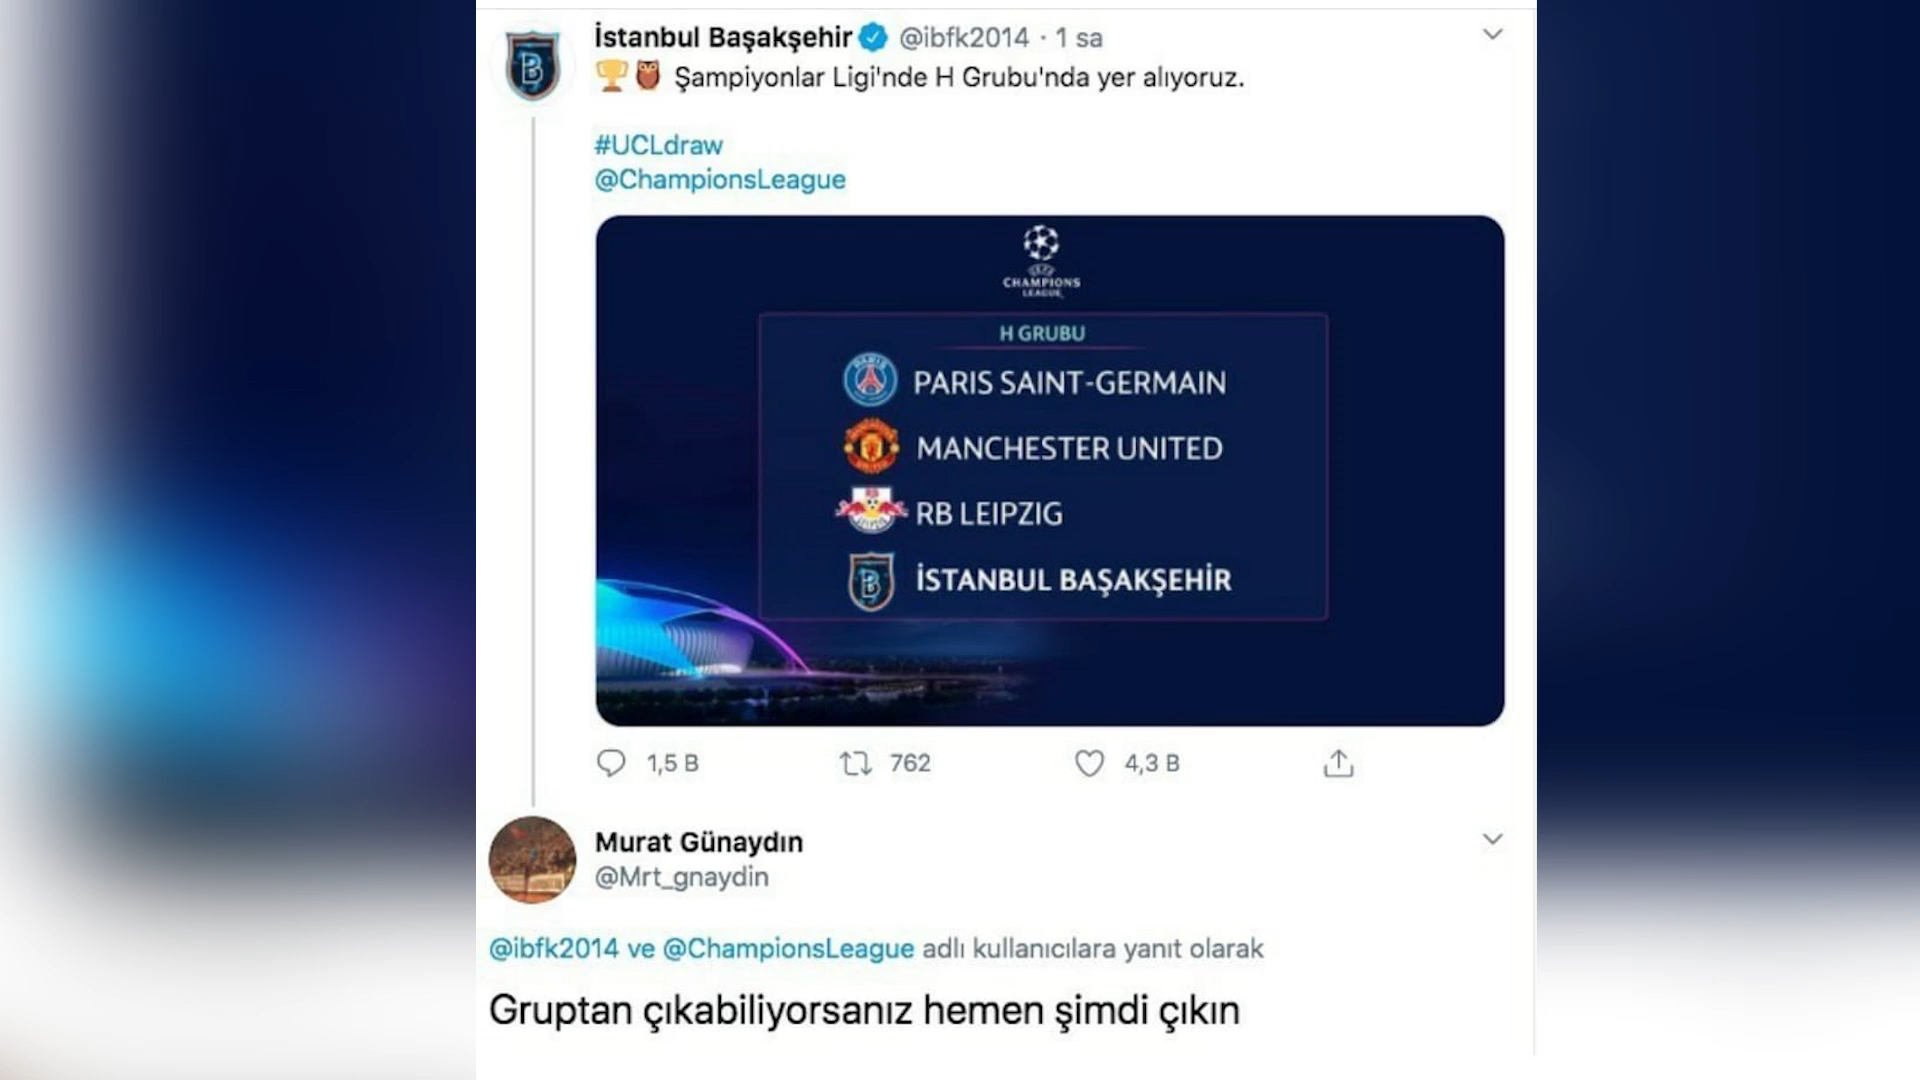 İstanbul Başakşehir @ibfk2014 · 1 sa
🏆🦉 Şampiyonlar Ligi'nde H Grubu'nda yer alıyoruz.
#UCLdraw
@ChampionsLeague
UEFA
CHAMPIONS
LEAGUE
H GRUBU
PARIS SAINT-GERMAIN
MANCHESTER UNITED
RB LEIPZIG
İSTANBUL BAŞAKŞEHİR
1,5 B 762 4,3 B
Murat Günaydın
@Mrt_gnaydin
@ibfk2014 ve @ChampionsLeague adlı kullanıcılara yanıt olarak
Gruptan çıkabiliyorsanız hemen şimdi çıkın